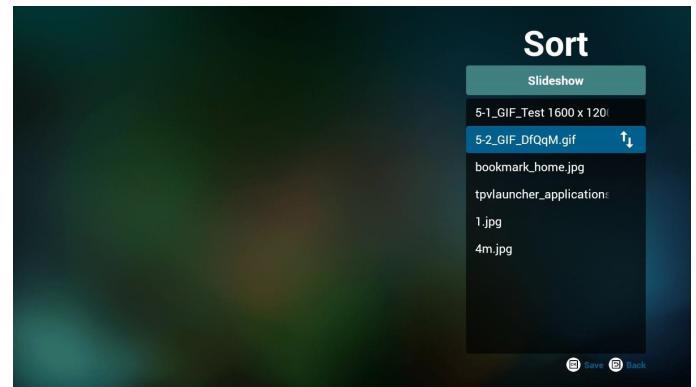 Sort
Slideshow
5-1_GIF_Test 1600 x 120
5-2_GIF_DfQqM.gif
bookmark_home.jpg
tpvlauncher_applications
1.jpg
4m.jpg
Save Back